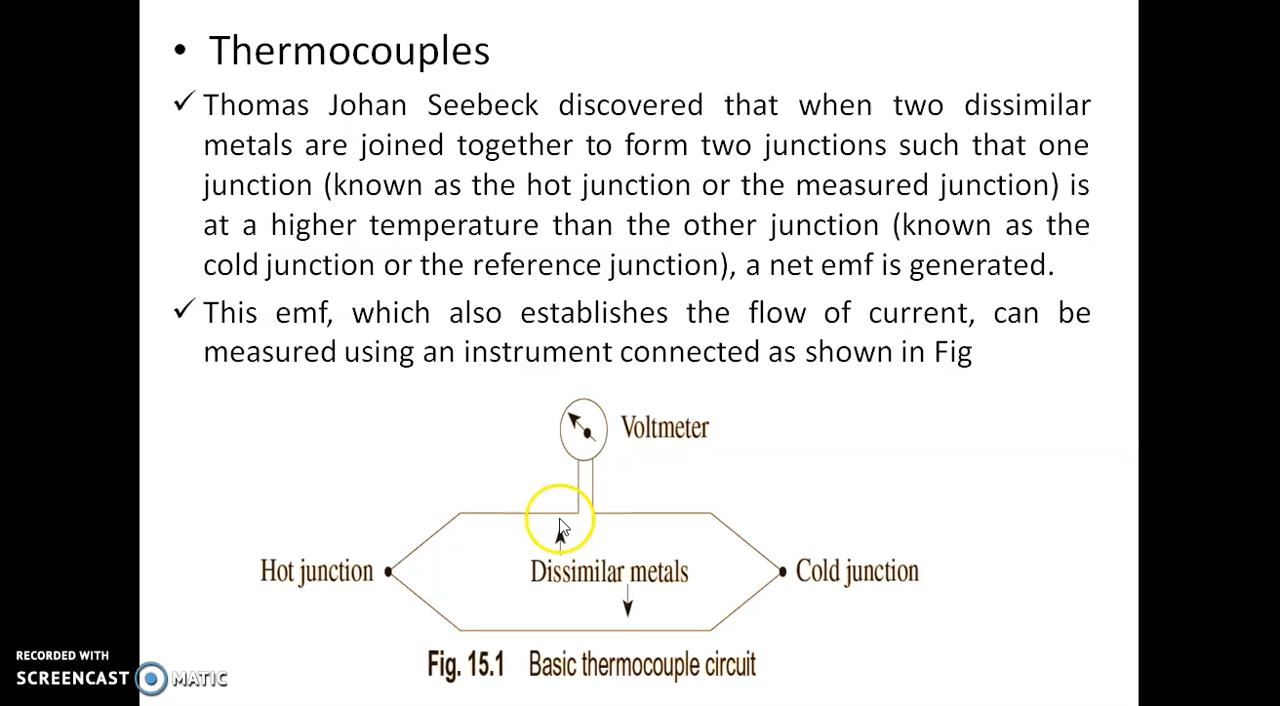 • Thermocouples
✓ Thomas Johan Seebeck discovered that when two dissimilar
metals are joined together to form two junctions such that one
junction (known as the hot junction or the measured junction) is
at a higher temperature than the other junction (known as the
cold junction or the reference junction), a net emf is generated.
✓ This emf, which also establishes the flow of current, can be
measured using an instrument connected as shown in Fig
Voltmeter
Hot junction
Dissimilar metals
Cold junction
Fig. 15.1 Basic thermocouple circuit
RECORDED WITH
SCREENCAST MATIC